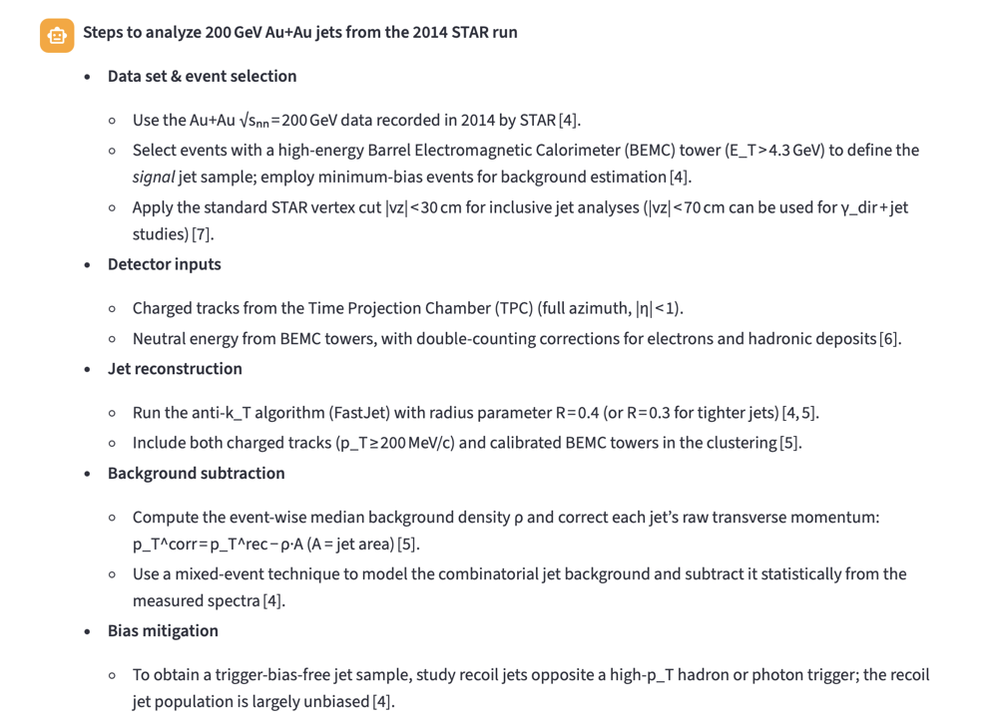 Steps to analyze 200 GeV Au+Au jets from the 2014 STAR run
• Data set & event selection
◦ Use the Au+Au √sₙₙ = 200 GeV data recorded in 2014 by STAR [4].
◦ Select events with a high-energy Barrel Electromagnetic Calorimeter (BEMC) tower (E_T > 4.3 GeV) to define the
signal jet sample; employ minimum-bias events for background estimation [4].
◦ Apply the standard STAR vertex cut |vz| < 30 cm for inclusive jet analyses (|vz| < 70 cm can be used for γ_dir + jet
studies) [7].
• Detector inputs
◦ Charged tracks from the Time Projection Chamber (TPC) (full azimuth, |η| < 1).
◦ Neutral energy from BEMC towers, with double-counting corrections for electrons and hadronic deposits [6].
• Jet reconstruction
◦ Run the anti-k_T algorithm (FastJet) with radius parameter R = 0.4 (or R = 0.3 for tighter jets) [4, 5].
◦ Include both charged tracks (p_T ≥ 200 MeV/c) and calibrated BEMC towers in the clustering [5].
• Background subtraction
◦ Compute the event-wise median background density ρ and correct each jet's raw transverse momentum:
p_T^corr = p_T^rec − ρ·A (A = jet area) [5].
◦ Use a mixed-event technique to model the combinatorial jet background and subtract it statistically from the
measured spectra [4].
• Bias mitigation
◦ To obtain a trigger-bias-free jet sample, study recoil jets opposite a high-p_T hadron or photon trigger; the recoil
jet population is largely unbiased [4].